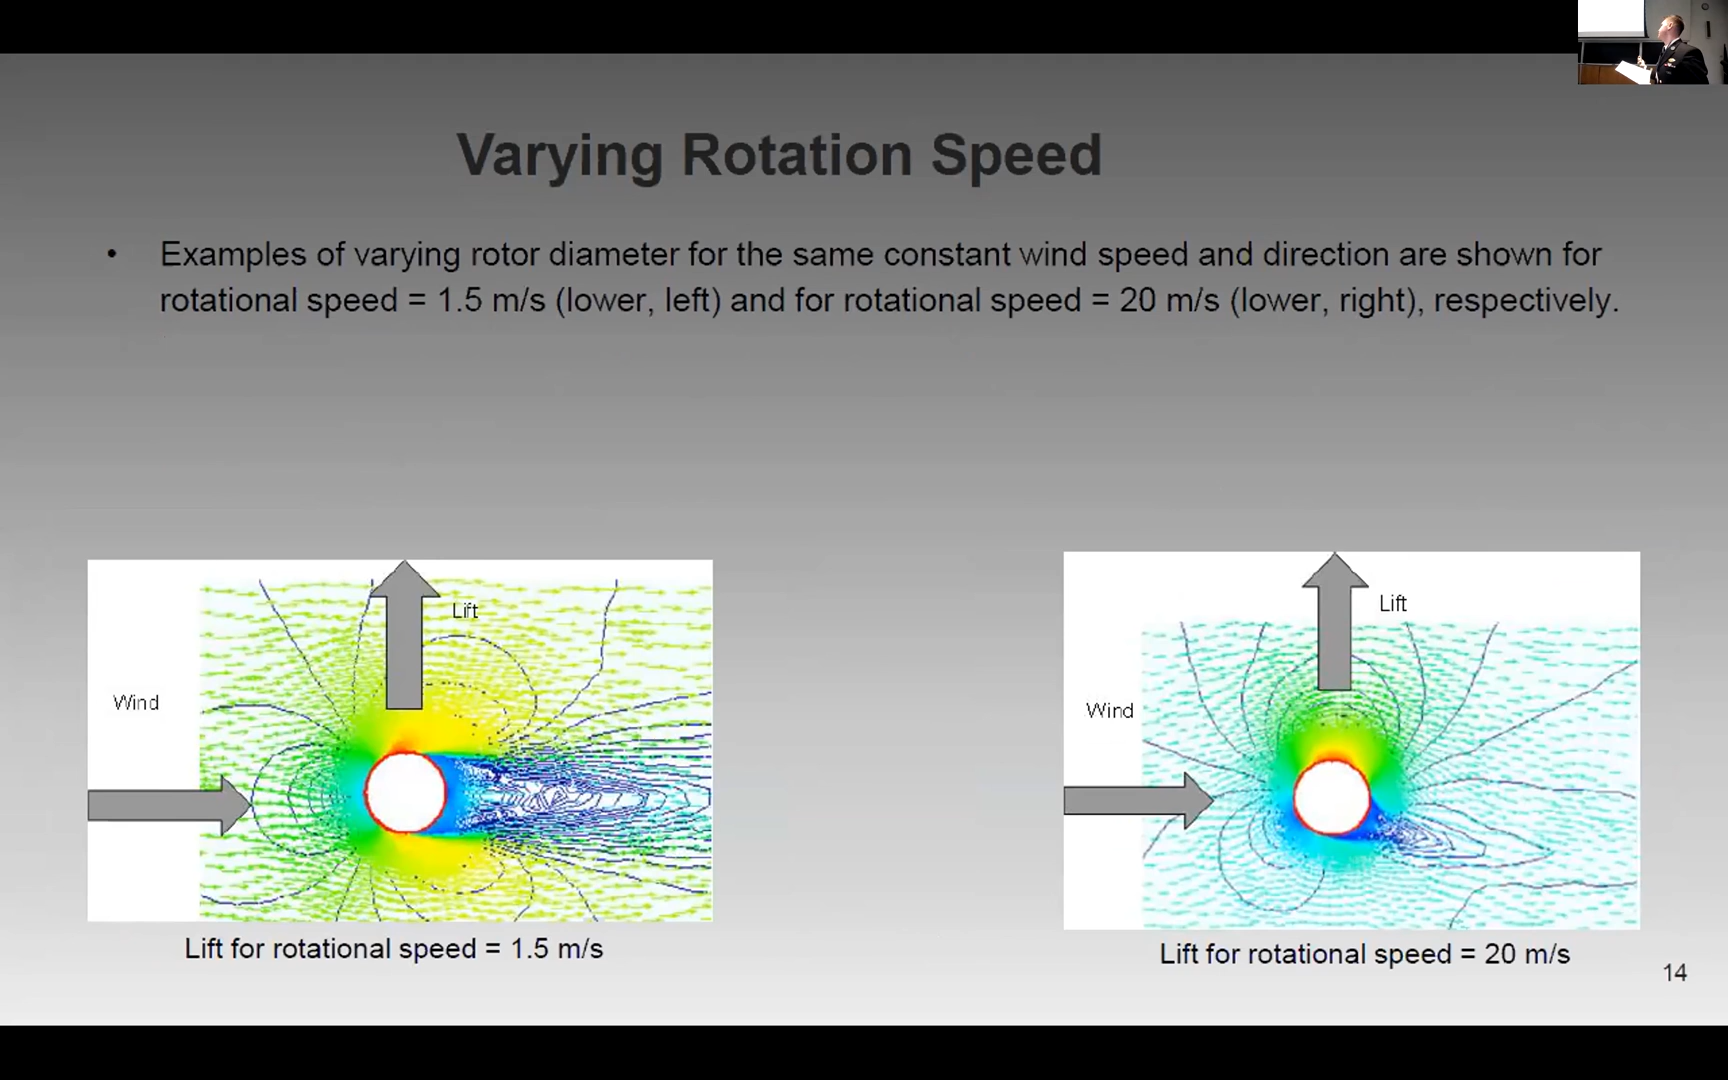 Varying Rotation Speed
• Examples of varying rotor diameter for the same constant wind speed and direction are shown for
rotational speed = 1.5 m/s (lower, left) and for rotational speed = 20 m/s (lower, right), respectively.
Lift
Wind
Lift for rotational speed = 1.5 m/s
Lift
Wind
Lift for rotational speed = 20 m/s
14